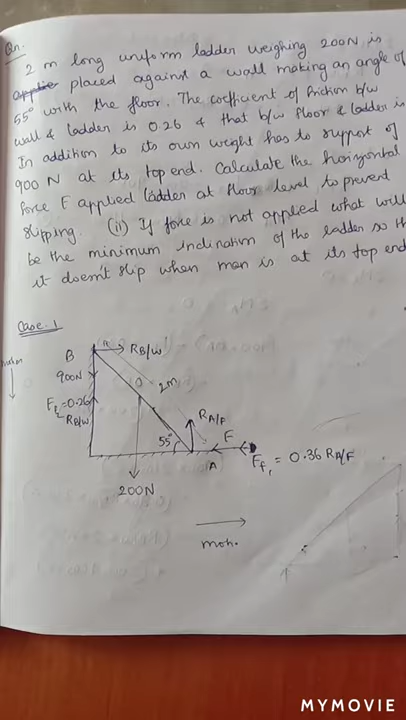 Qn.
2 m long uniform ladder weighing 200N is
placed against a wall making an angle of
55° with the floor. The coefficient of friction b/w
wall & ladder is 0.26 & that b/w floor & ladder is
In addition to its own weight has to support of
900 N at its top end. Calculate the horizontal
force F applied ladder at floor level to prevent
slipping. (ii) If force is not applied what will
be the minimum inclination of the ladder so th
it doesn't slip when man is at its top end
Case: 1
B
RB/W
900N
2m
Ff2 = 0.26
RB/W
RA/F
55°
F
A
Ff1 = 0.36 RA/F
200N
moh.
MYMOVIE